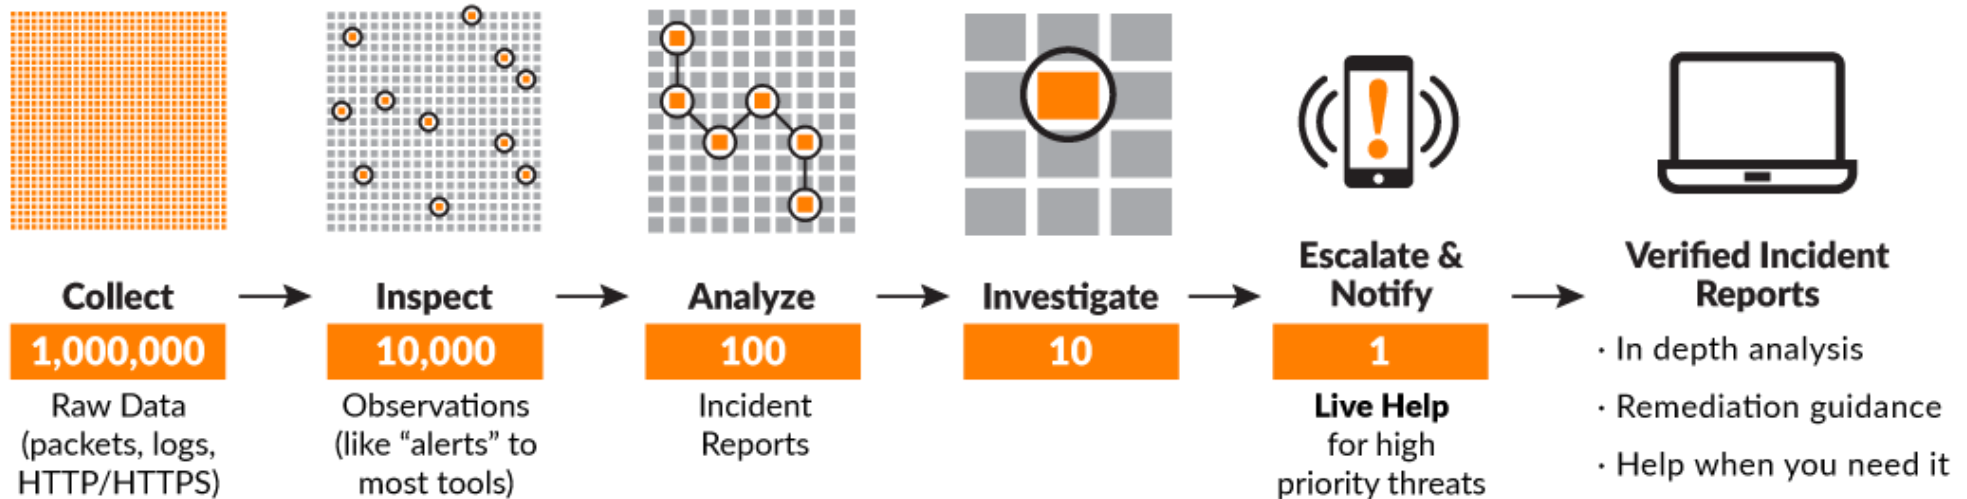 Collect
1,000,000
Raw Data
(packets, logs,
HTTP/HTTPS)
Inspect
10,000
Observations
(like “alerts” to
most tools)
Analyze
100
Incident
Reports
Investigate
10
!
Escalate &
Notify
1
Live Help
for high
priority threats
Verified Incident
Reports
· In depth analysis
· Remediation guidance
· Help when you need it